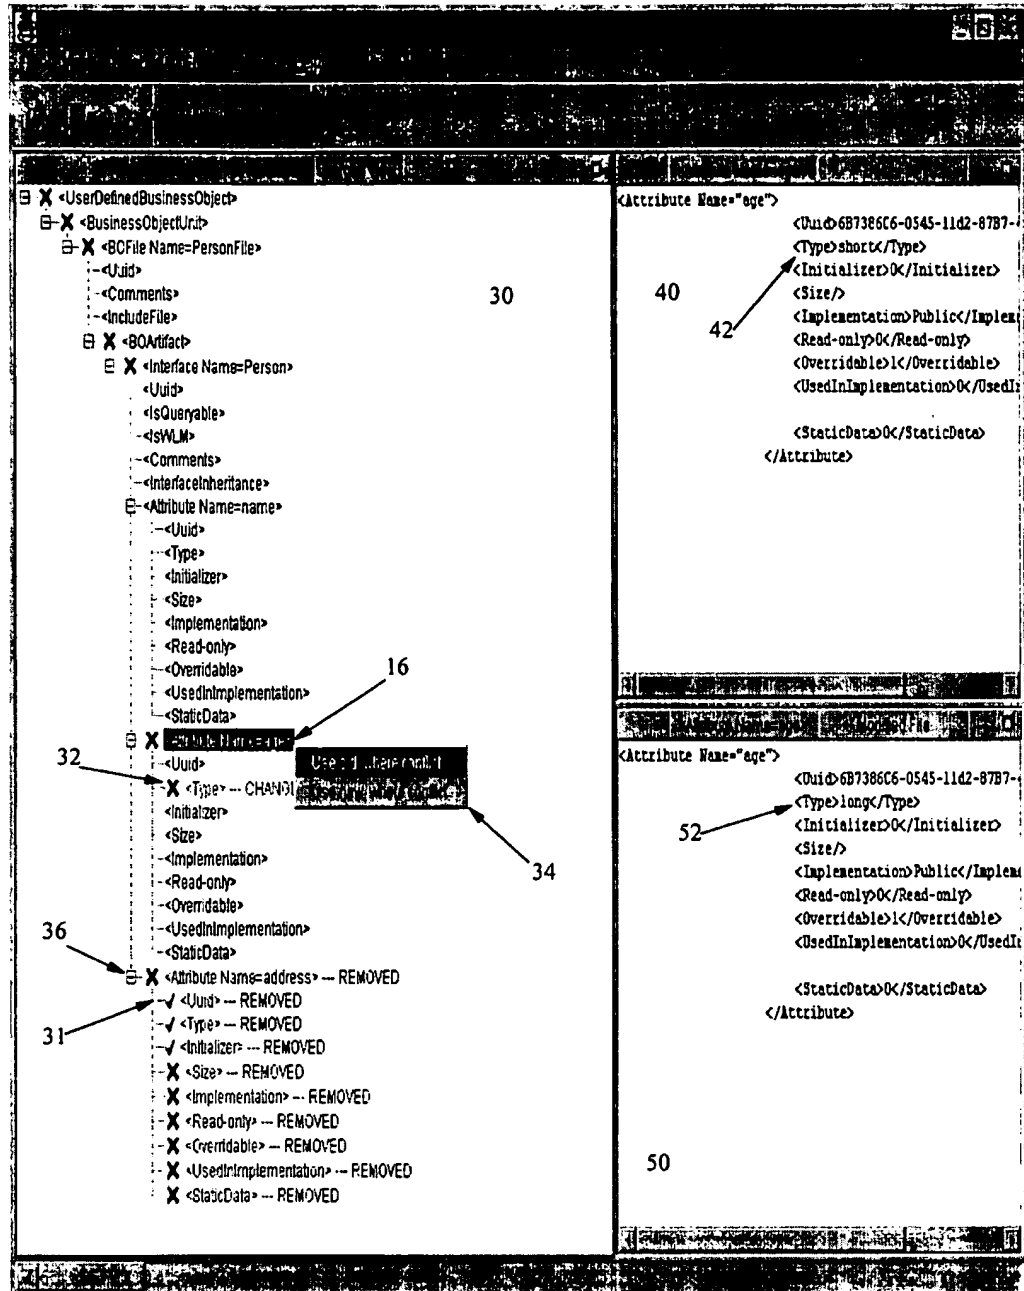 <UserDefinedBusinessObject>
<BusinessObjectUnit>
<BOFile Name=PersonFile>
<Uuid>
<Comments>
<IncludeFile>
<BOArtifact>
<Interface Name=Person>
<Uuid>
<IsQueryable>
<IsWLM>
<Comments>
<InterfaceInheritance>
<Attribute Name=name>
<Uuid>
<Type>
<Initializer>
<Size>
<Implementation>
<Read-only>
<Overridable>
<UsedInImplementation>
<StaticData>
16
32
<Uuid>
<Type> --- CHANG
<Initializer>
<Size>
<Implementation>
<Read-only>
<Overridable>
<UsedInImplementation>
<StaticData>
34
36
<Attribute Name=address> --- REMOVED
<Uuid> --- REMOVED
<Type> --- REMOVED
<Initializer> --- REMOVED
<Size> --- REMOVED
<Implementation> --- REMOVED
<Read-only> --- REMOVED
<Overridable> --- REMOVED
<UsedInImplementation> --- REMOVED
<StaticData> --- REMOVED
31
30
<Attribute Name="age">
<Uuid>6B7386C6-0545-11d2-87B7-
<Type>short</Type>
<Initializer>0</Initializer>
<Size/>
<Implementation>Public</Implem
<Read-only>0</Read-only>
<Overridable>1</Overridable>
<UsedInImplementation>0</UsedI
<StaticData>0</StaticData>
</Attribute>
40
42
<Attribute Name="age">
<Uuid>6B7386C6-0545-11d2-87B7-
<Type>long</Type>
<Initializer>0</Initializer>
<Size/>
<Implementation>Public</Implem
<Read-only>0</Read-only>
<Overridable>1</Overridable>
<UsedInImplementation>0</UsedI
<StaticData>0</StaticData>
</Attribute>
52
50